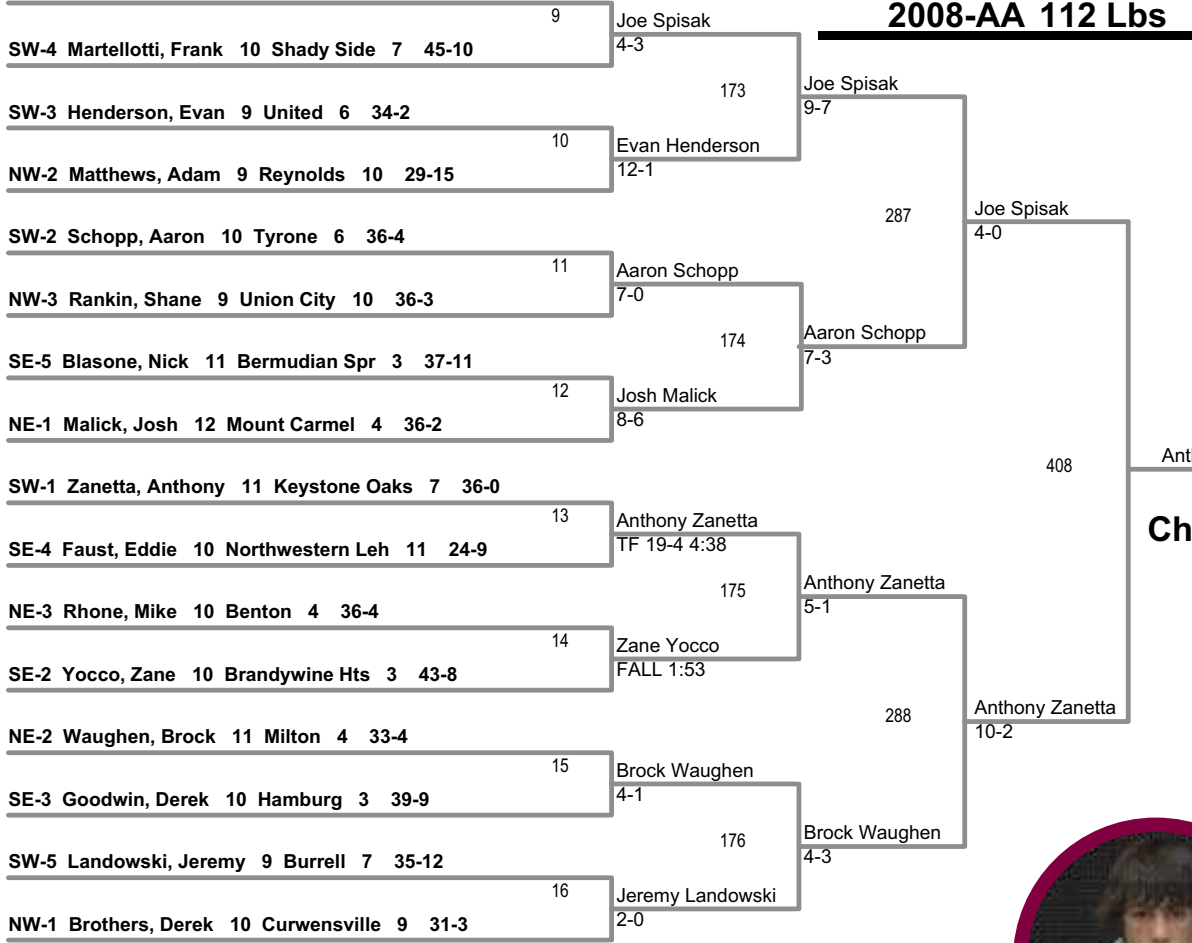 2008-AA 112 Lbs
9
Joe Spisak
4-3
SW-4 Martellotti, Frank 10 Shady Side 7 45-10
173
Joe Spisak
9-7
SW-3 Henderson, Evan 9 United 6 34-2
10
Evan Henderson
12-1
NW-2 Matthews, Adam 9 Reynolds 10 29-15
287
Joe Spisak
4-0
SW-2 Schopp, Aaron 10 Tyrone 6 36-4
11
Aaron Schopp
7-0
NW-3 Rankin, Shane 9 Union City 10 36-3
174
Aaron Schopp
7-3
SE-5 Blasone, Nick 11 Bermudian Spr 3 37-11
12
Josh Malick
8-6
NE-1 Malick, Josh 12 Mount Carmel 4 36-2
408
SW-1 Zanetta, Anthony 11 Keystone Oaks 7 36-0
13
Anthony Zanetta
TF 19-4 4:38
SE-4 Faust, Eddie 10 Northwestern Leh 11 24-9
175
Anthony Zanetta
5-1
NE-3 Rhone, Mike 10 Benton 4 36-4
14
Zane Yocco
FALL 1:53
SE-2 Yocco, Zane 10 Brandywine Hts 3 43-8
288
Anthony Zanetta
10-2
NE-2 Waughen, Brock 11 Milton 4 33-4
15
Brock Waughen
4-1
SE-3 Goodwin, Derek 10 Hamburg 3 39-9
176
Brock Waughen
4-3
SW-5 Landowski, Jeremy 9 Burrell 7 35-12
16
Jeremy Landowski
2-0
NW-1 Brothers, Derek 10 Curwensville 9 31-3